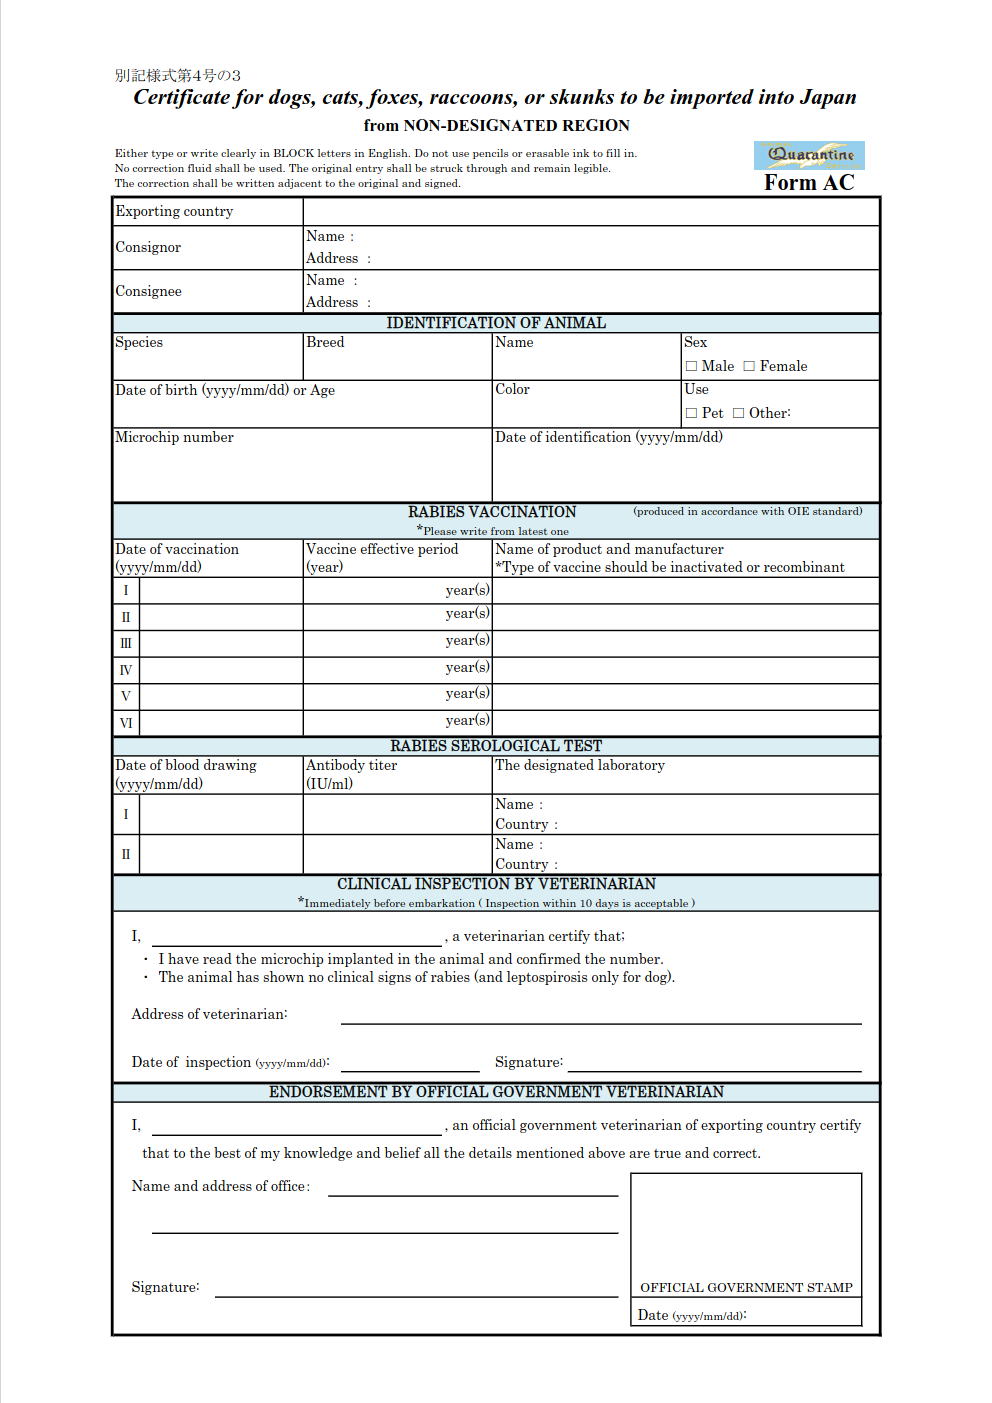 別記様式第4号の3
Certificate for dogs, cats, foxes, raccoons, or skunks to be imported into Japan
from NON-DESIGNATED REGION
Either type or write clearly in BLOCK letters in English. Do not use pencils or erasable ink to fill in.
No correction fluid shall be used. The original entry shall be struck through and remain legible.
The correction shall be written adjacent to the original and signed.
Quarantine
Form AC
Exporting country
Consignor
Name :
Address :
Consignee
Name :
Address :
IDENTIFICATION OF ANIMAL
Species
Breed
Name
Sex
□ Male □ Female
Date of birth (yyyy/mm/dd) or Age
Color
Use
□ Pet □ Other:
Microchip number
Date of identification (yyyy/mm/dd)
RABIES VACCINATION (produced in accordance with OIE standard)
*Please write from latest one
Date of vaccination
(yyyy/mm/dd)
Vaccine effective period
(year)
Name of product and manufacturer
*Type of vaccine should be inactivated or recombinant
I year(s)
II year(s)
III year(s)
IV year(s)
V year(s)
VI year(s)
RABIES SEROLOGICAL TEST
Date of blood drawing
(yyyy/mm/dd)
Antibody titer
(IU/ml)
The designated laboratory
I
Name :
Country :
II
Name :
Country :
CLINICAL INSPECTION BY VETERINARIAN
*Immediately before embarkation ( Inspection within 10 days is acceptable )
I, , a veterinarian certify that;
・ I have read the microchip implanted in the animal and confirmed the number.
・ The animal has shown no clinical signs of rabies (and leptospirosis only for dog).
Address of veterinarian:
Date of inspection (yyyy/mm/dd): Signature:
ENDORSEMENT BY OFFICIAL GOVERNMENT VETERINARIAN
I, , an official government veterinarian of exporting country certify
that to the best of my knowledge and belief all the details mentioned above are true and correct.
Name and address of office:
Signature:
OFFICIAL GOVERNMENT STAMP
Date (yyyy/mm/dd):